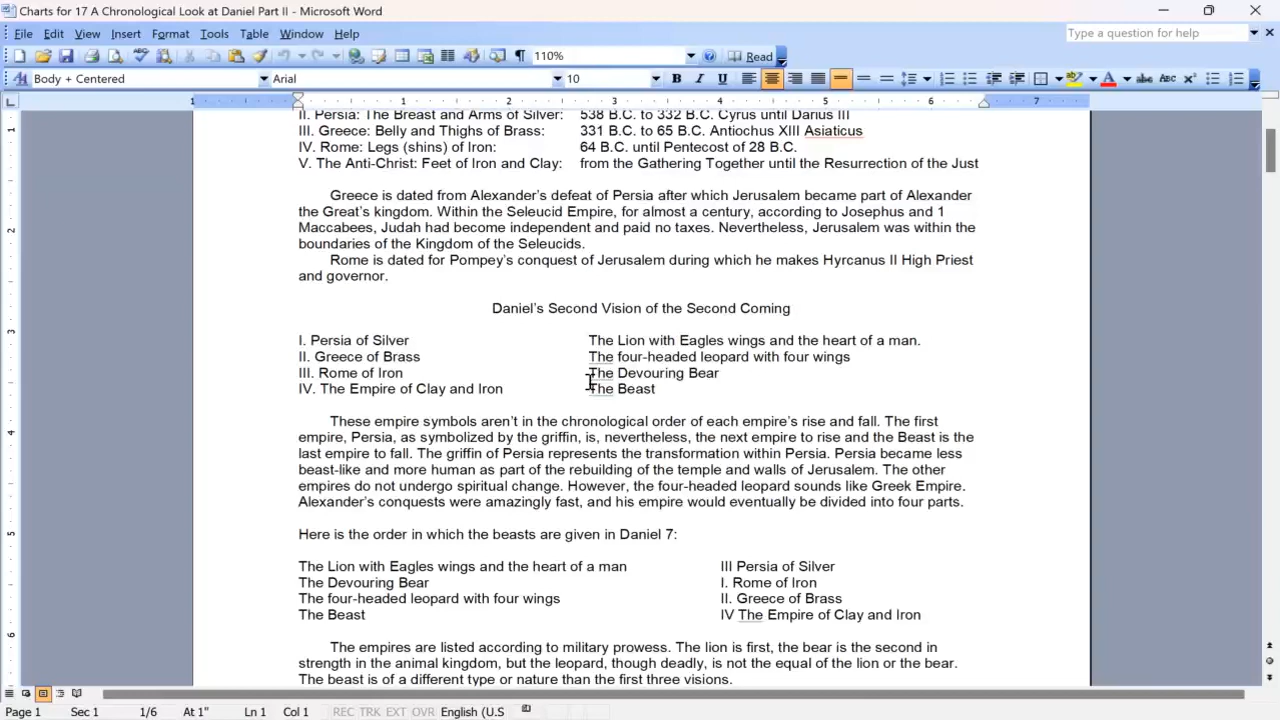 Charts for 17 A Chronological Look at Daniel Part II - Microsoft Word
File Edit View Insert Format Tools Table Window Help
Type a question for help
110%
Read
Body + Centered
Arial
10
B I U
1 1 2 3 4 5 6 7
II. Persia: The Breast and Arms of Silver: 538 B.C. to 332 B.C. Cyrus until Darius III
III. Greece: Belly and Thighs of Brass: 331 B.C. to 65 B.C. Antiochus XIII Asiaticus
IV. Rome: Legs (shins) of Iron: 64 B.C. until Pentecost of 28 B.C.
V. The Anti-Christ: Feet of Iron and Clay: from the Gathering Together until the Resurrection of the Just
Greece is dated from Alexander's defeat of Persia after which Jerusalem became part of Alexander
the Great's kingdom. Within the Seleucid Empire, for almost a century, according to Josephus and 1
Maccabees, Judah had become independent and paid no taxes. Nevertheless, Jerusalem was within the
boundaries of the Kingdom of the Seleucids.
Rome is dated for Pompey's conquest of Jerusalem during which he makes Hyrcanus II High Priest
and governor.
Daniel's Second Vision of the Second Coming
I. Persia of Silver The Lion with Eagles wings and the heart of a man.
II. Greece of Brass The four-headed leopard with four wings
III. Rome of Iron The Devouring Bear
IV. The Empire of Clay and Iron The Beast
These empire symbols aren't in the chronological order of each empire's rise and fall. The first
empire, Persia, as symbolized by the griffin, is, nevertheless, the next empire to rise and the Beast is the
last empire to fall. The griffin of Persia represents the transformation within Persia. Persia became less
beast-like and more human as part of the rebuilding of the temple and walls of Jerusalem. The other
empires do not undergo spiritual change. However, the four-headed leopard sounds like Greek Empire.
Alexander's conquests were amazingly fast, and his empire would eventually be divided into four parts.
Here is the order in which the beasts are given in Daniel 7:
The Lion with Eagles wings and the heart of a man III Persia of Silver
The Devouring Bear I. Rome of Iron
The four-headed leopard with four wings II. Greece of Brass
The Beast IV The Empire of Clay and Iron
The empires are listed according to military prowess. The lion is first, the bear is the second in
strength in the animal kingdom, but the leopard, though deadly, is not the equal of the lion or the bear.
The beast is of a different type or nature than the first three visions.
Page 1 Sec 1 1/6 At 1" Ln 1 Col 1 REC TRK EXT OVR English (U.S